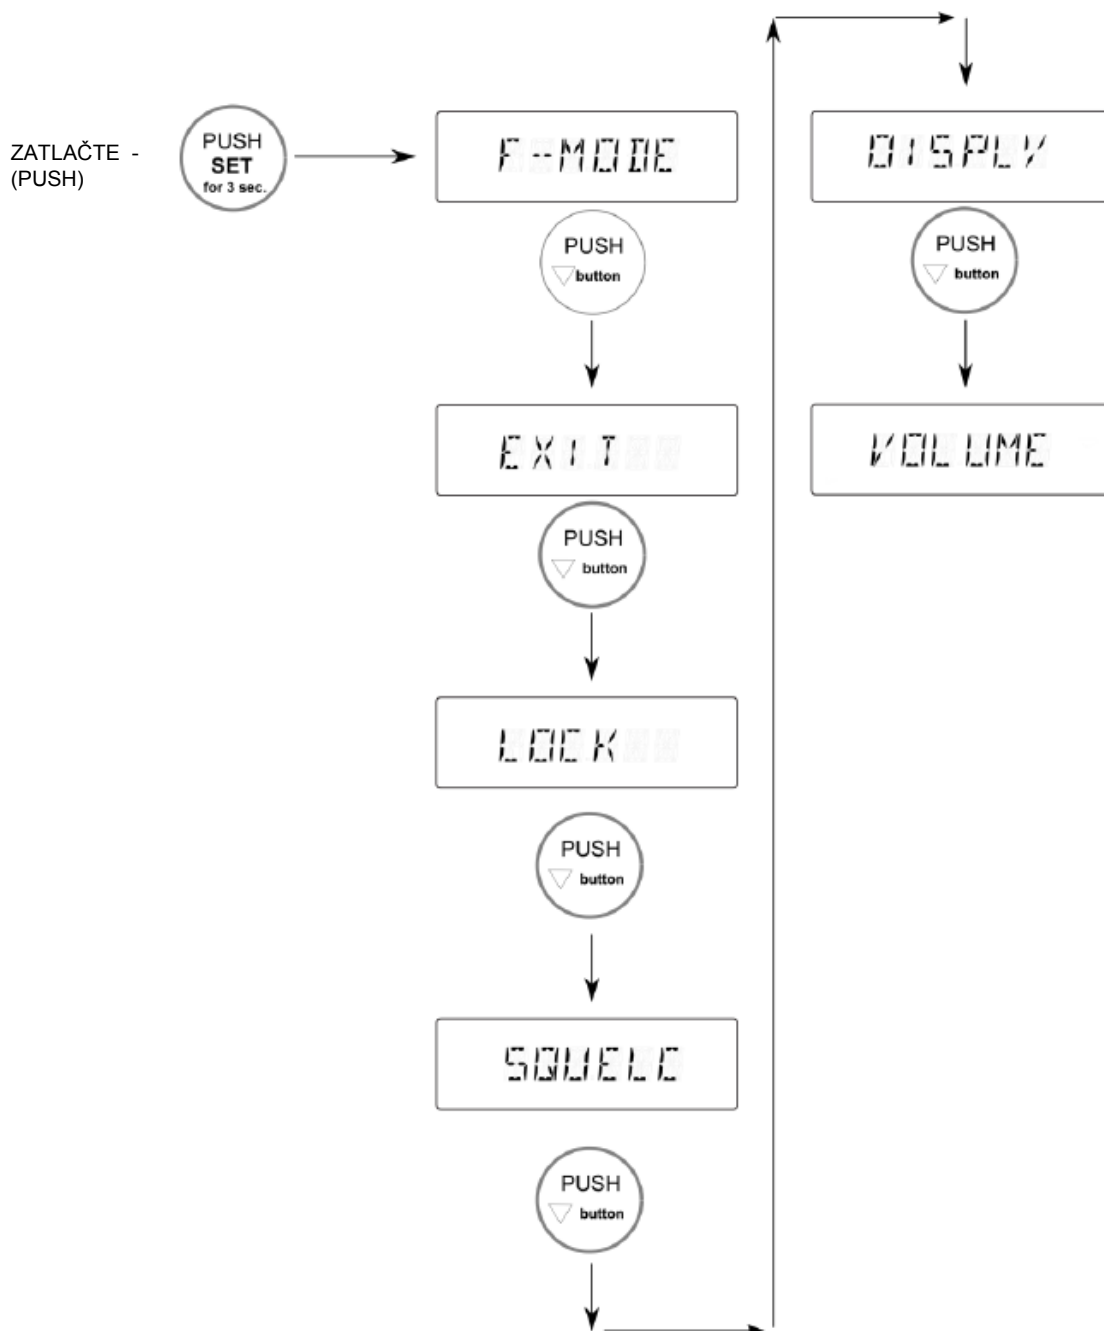 ZATLAČTE -
(PUSH)
PUSH
SET
for 3 sec.
F-MODE
PUSH
button
EXIT
PUSH
button
LOCK
PUSH
button
SQUELC
PUSH
button
DISPLY
PUSH
button
VOLUME